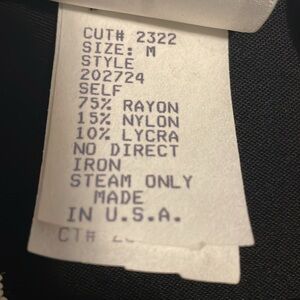 CUT# 2322
SIZE: M
STYLE
202724
SELF
75% RAYON
15% NYLON
10% LYCRA
NO DIRECT
IRON
STEAM ONLY
MADE
IN U.S.A.
CT#